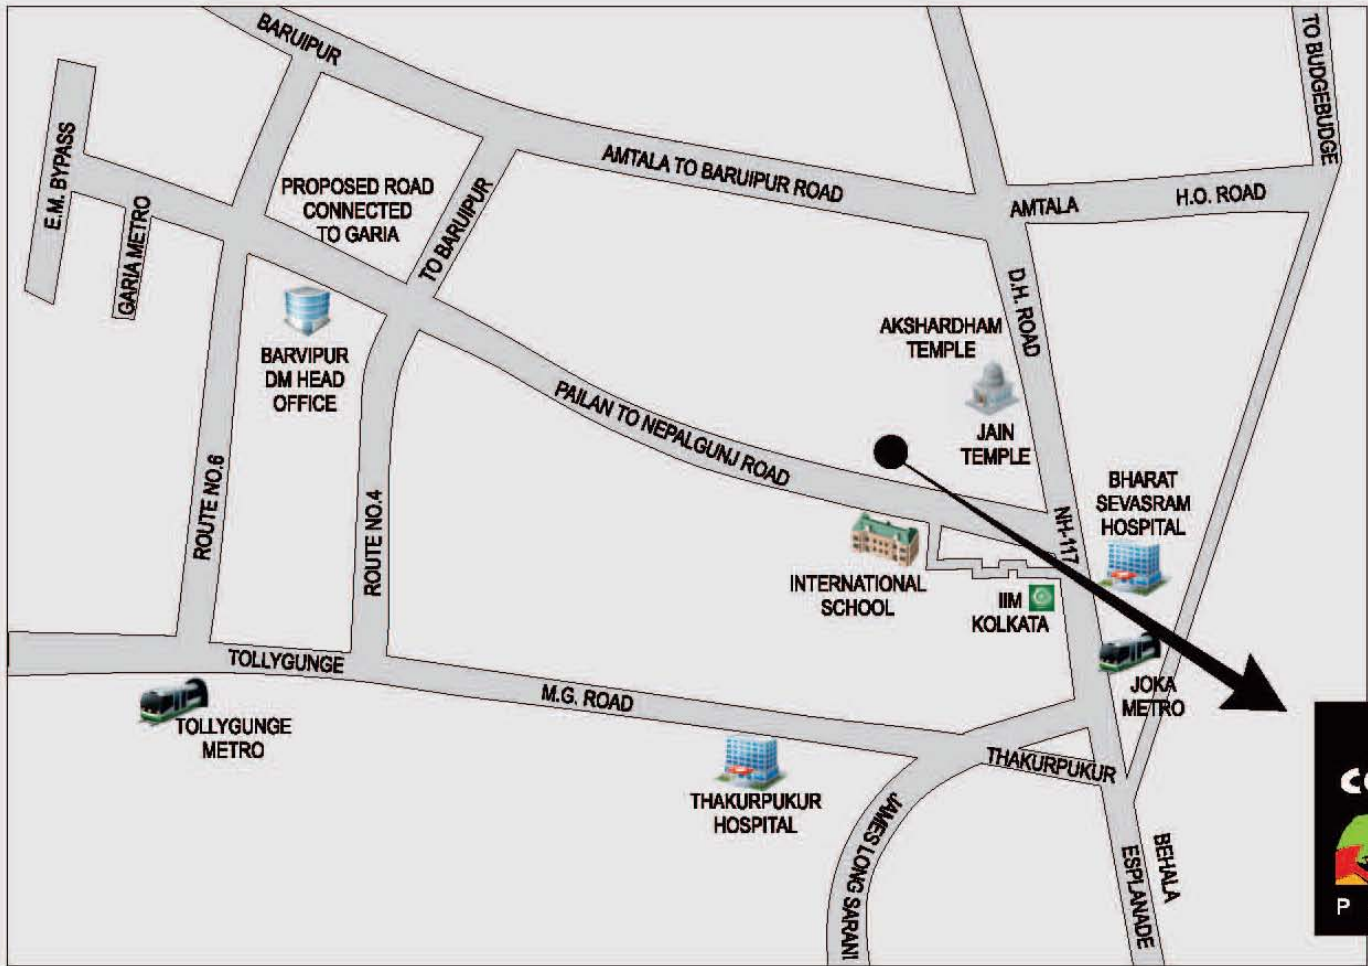 BARUIPUR
TO BUDGEBUDGE
E.M. BYPASS
GARIA METRO
PROPOSED ROAD
CONNECTED
TO GARIA
TO BARUIPUR
AMTALA TO BARUIPUR ROAD
AMTALA
H.O. ROAD
D.H. ROAD
BARVIPUR
DM HEAD
OFFICE
AKSHARDHAM
TEMPLE
JAIN
TEMPLE
PAILAN TO NEPALGUNJ ROAD
ROUTE NO.6
ROUTE NO.4
NH-117
BHARAT
SEVASRAM
HOSPITAL
INTERNATIONAL
SCHOOL
IIM
KOLKATA
JOKA
METRO
TOLLYGUNGE
M.G. ROAD
TOLLYGUNGE
METRO
THAKURPUKUR
THAKURPUKUR
HOSPITAL
JAMES LONG SARANI
BEHALA
ESPLANADE
P